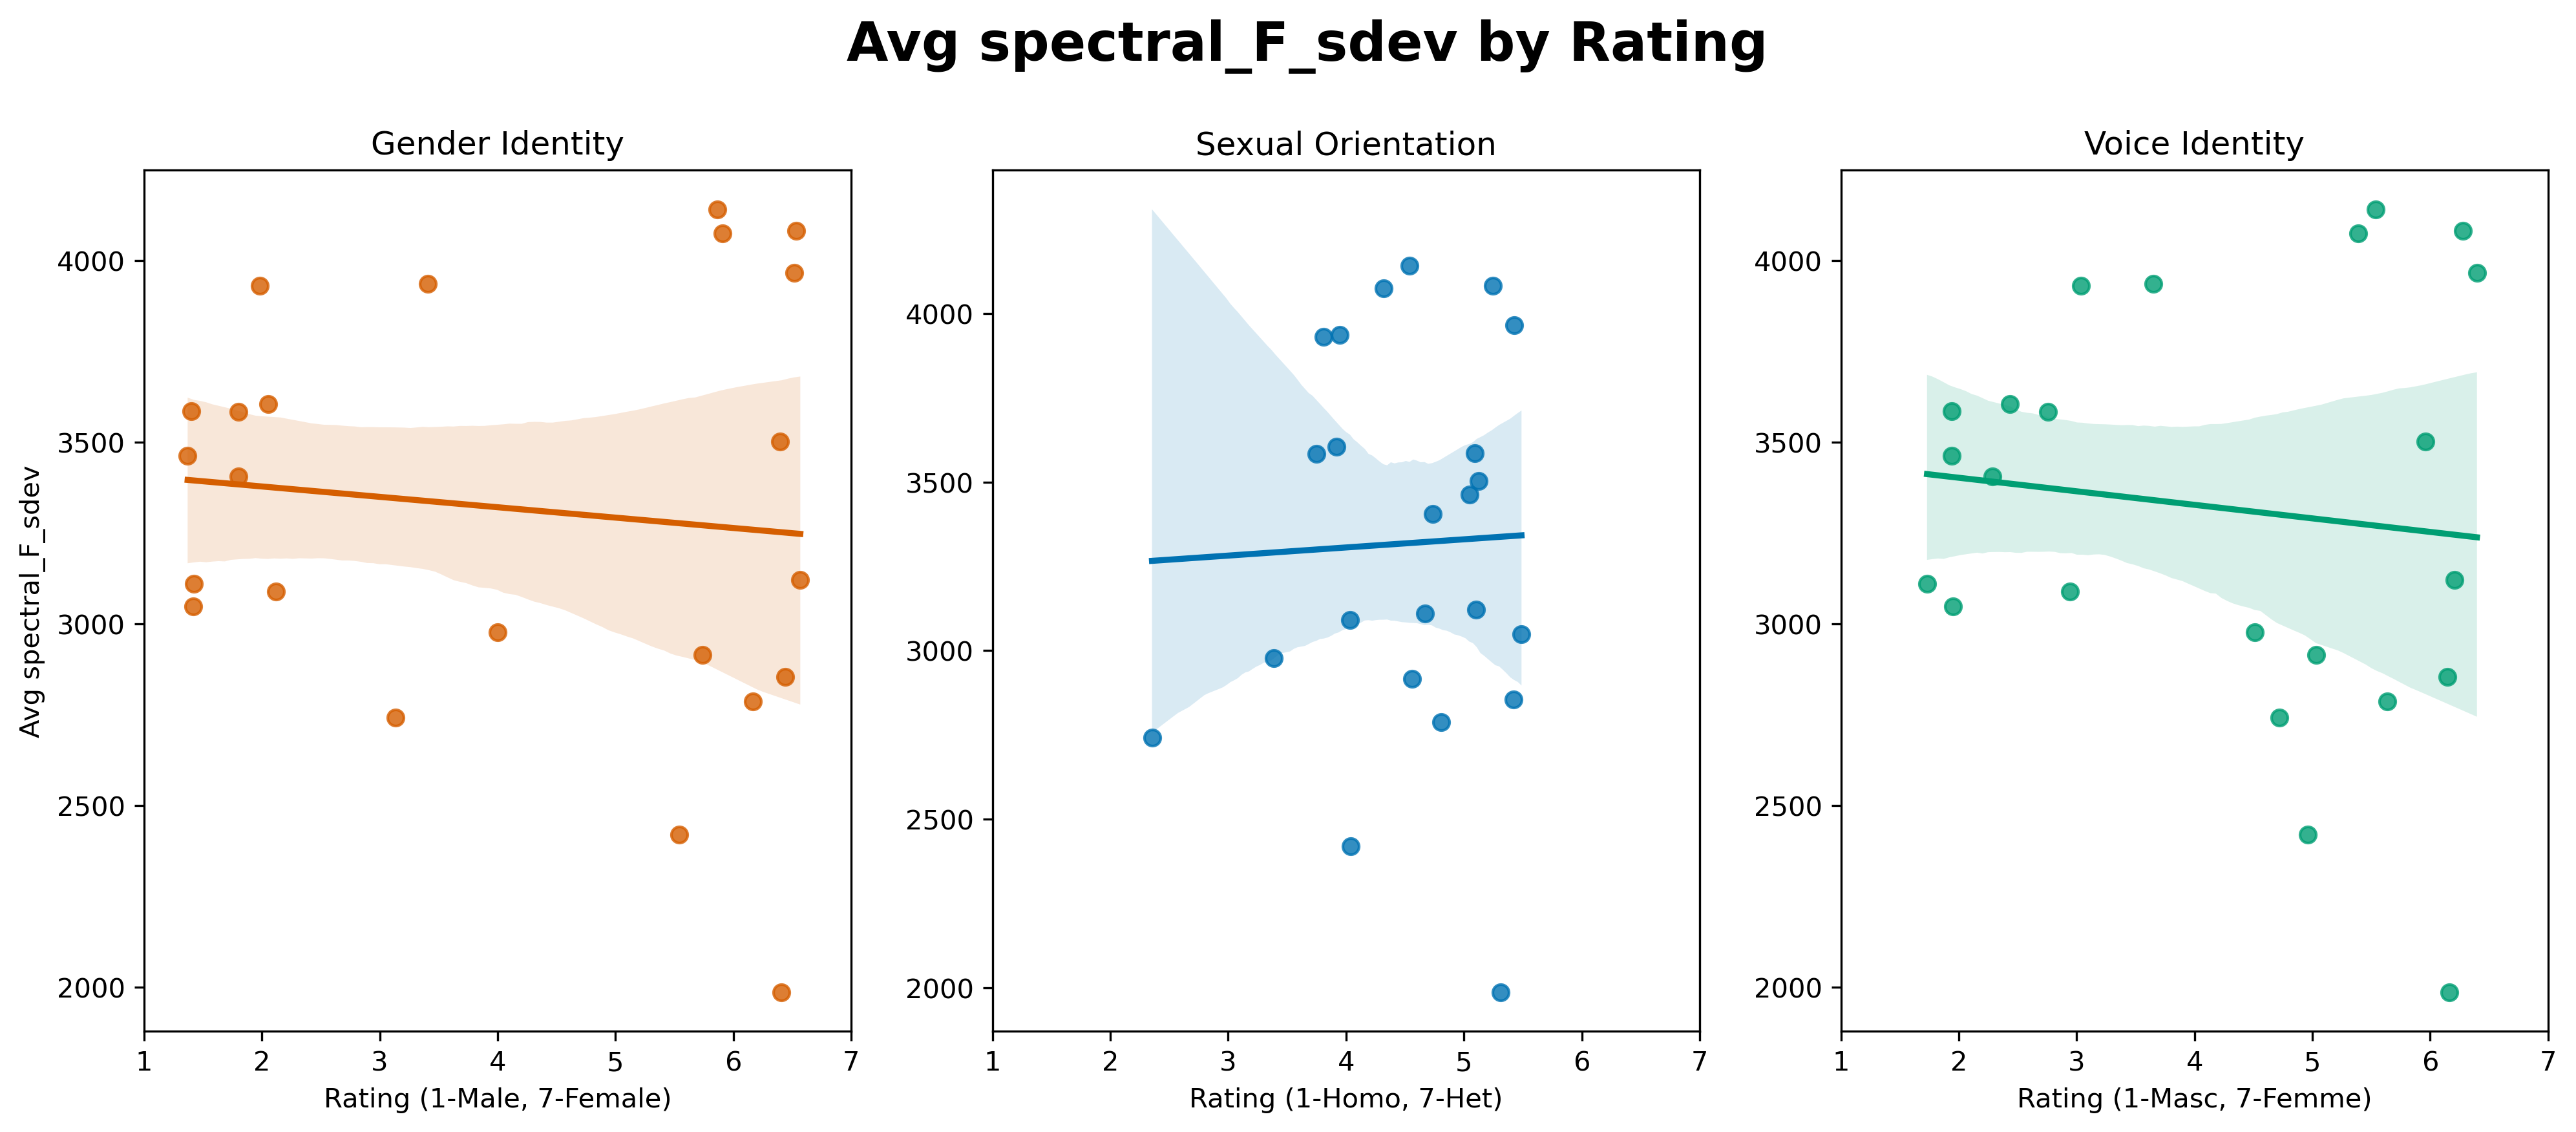 Avg spectral_F_sdev by Rating
Gender Identity
Sexual Orientation
Voice Identity
Avg spectral_F_sdev
4000
3500
3000
2500
2000
1 2 3 4 5 6 7
Rating (1-Male, 7-Female)
4000
3500
3000
2500
2000
1 2 3 4 5 6 7
Rating (1-Homo, 7-Het)
4000
3500
3000
2500
2000
1 2 3 4 5 6 7
Rating (1-Masc, 7-Femme)